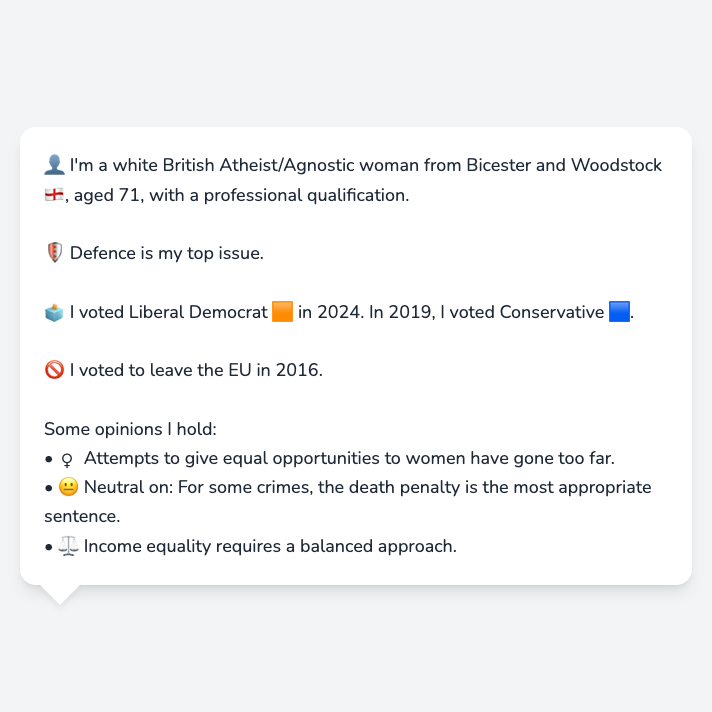 👤 I'm a white British Atheist/Agnostic woman from Bicester and Woodstock
🏴󠁧󠁢󠁥󠁮󠁧󠁿, aged 71, with a professional qualification.
🛡️ Defence is my top issue.
🗳️ I voted Liberal Democrat 🟧 in 2024. In 2019, I voted Conservative 🟦.
🚫 I voted to leave the EU in 2016.
Some opinions I hold:
• ♀ Attempts to give equal opportunities to women have gone too far.
• 😐 Neutral on: For some crimes, the death penalty is the most appropriate
sentence.
• ⚖️ Income equality requires a balanced approach.